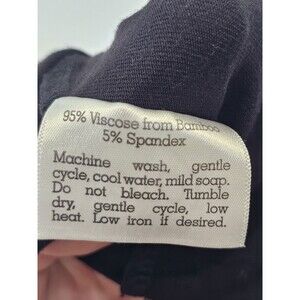 95% Viscose from Bamboo
5% Spandex
Machine wash, gentle
cycle, cool water, mild soap.
Do not bleach. Tumble
dry, gentle cycle, low
heat. Low iron if desired.